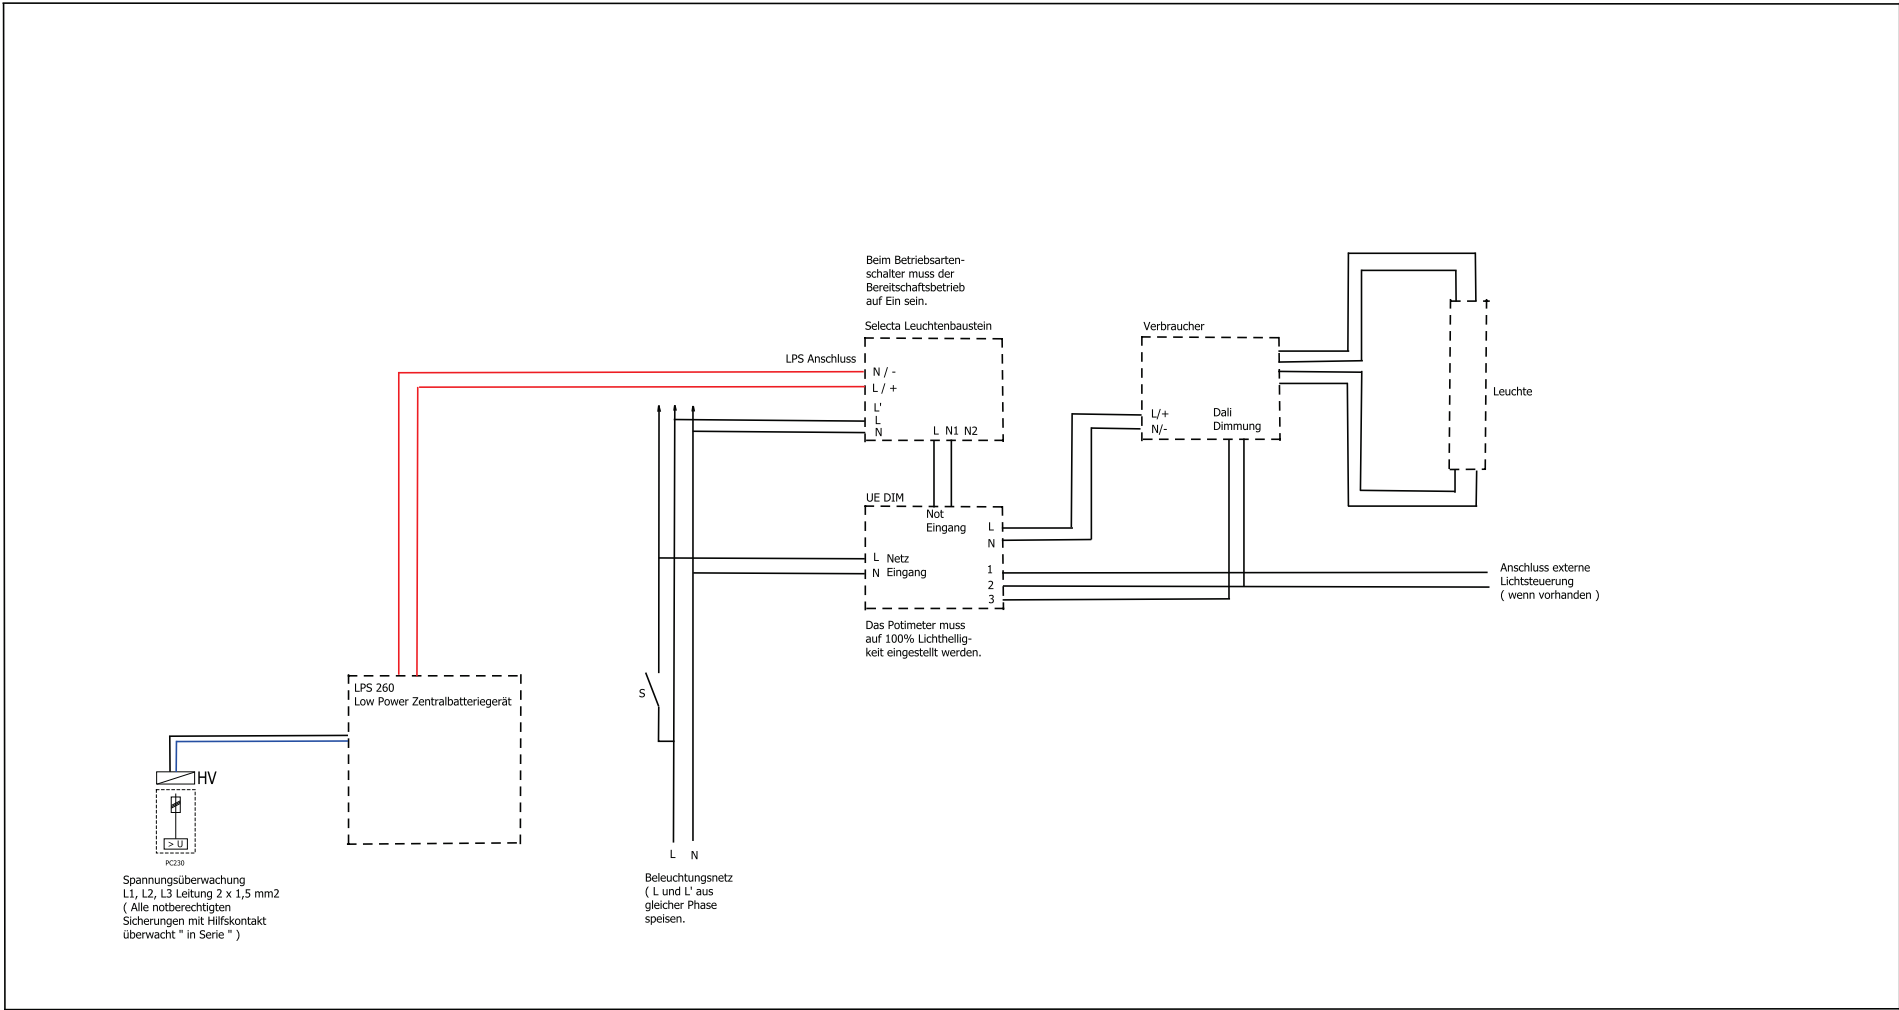 Beim Betriebsarten-
schalter muss der
Bereitschaftsbetrieb
auf Ein sein.
Selecta Leuchtenbaustein
LPS Anschluss
N / -
L / +
L'
L
N
L N1 N2
Verbraucher
L/+
N/-
Dali
Dimmung
Leuchte
UE DIM
Not
Eingang
L
N
L Netz
N Eingang
1
2
3
Anschluss externe
Lichtsteuerung
( wenn vorhanden )
Das Potimeter muss
auf 100% Lichthellig-
keit eingestellt werden.
LPS 260
Low Power Zentralbatteriegerät
S
HV
> U
PC230
Spannungsüberwachung
L1, L2, L3 Leitung 2 x 1,5 mm2
( Alle notberechtigten
Sicherungen mit Hilfskontakt
überwacht " in Serie " )
L N
Beleuchtungsnetz
( L und L' aus
gleicher Phase
speisen.